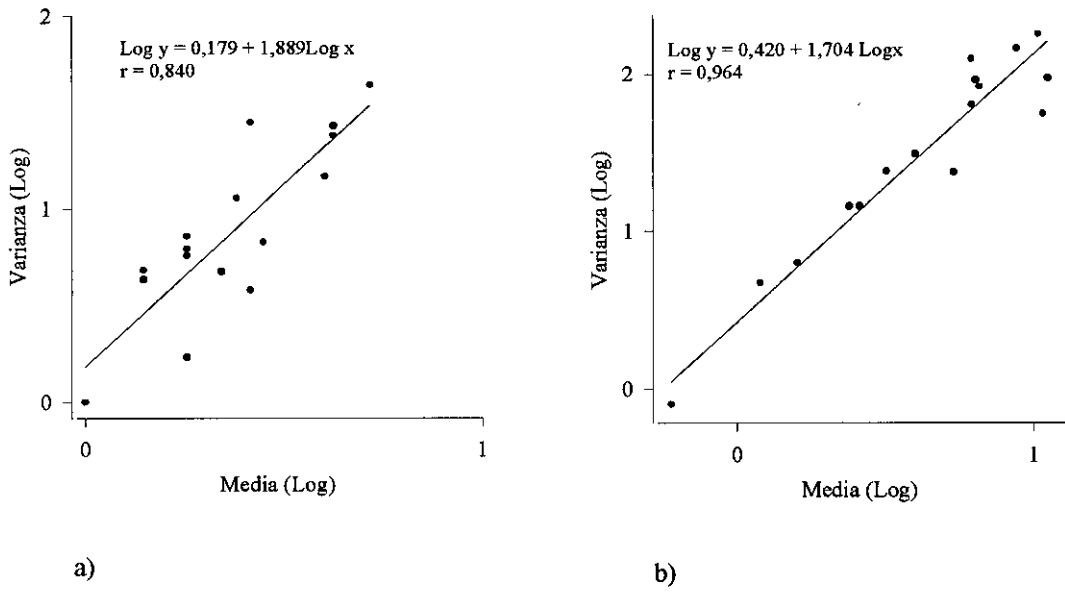 2
Log y = 0,179 + 1,889Log x
r = 0,840
1
0
Varianza (Log)
0
1
Media (Log)
a)
Log y = 0,420 + 1,704 Logx
r = 0,964
2
1
0
Varianza (Log)
0
1
Media (Log)
b)